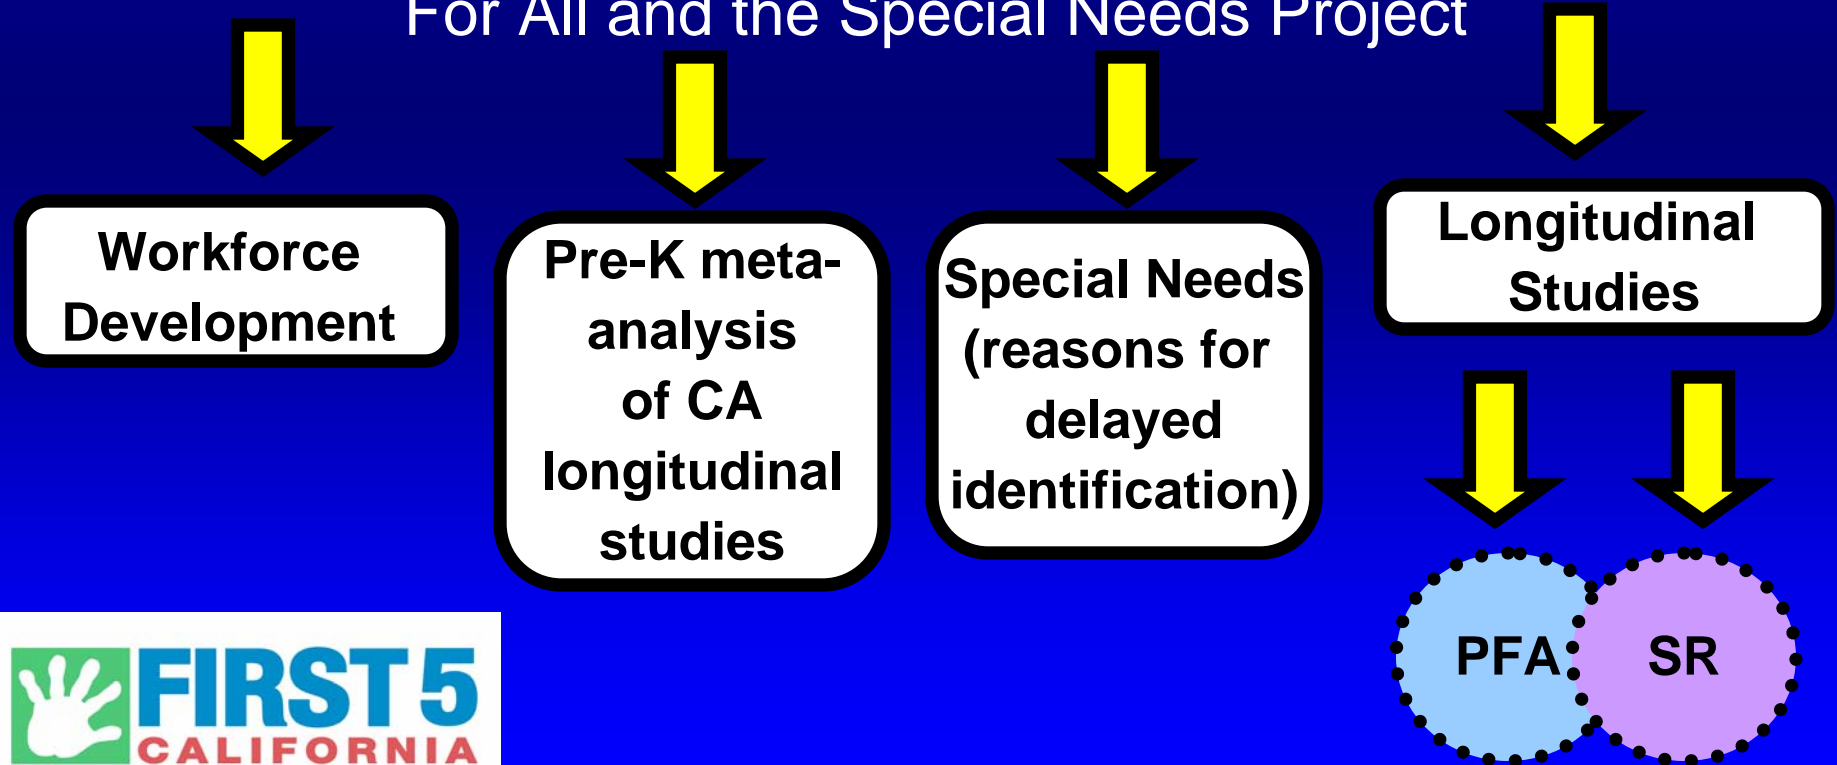 For All and the Special Needs Project
Workforce
Development
Pre-K meta-
analysis
of CA
longitudinal
studies
Special Needs
(reasons for
delayed
identification)
Longitudinal
Studies
PFA
SR
FIRST 5
CALIFORNIA